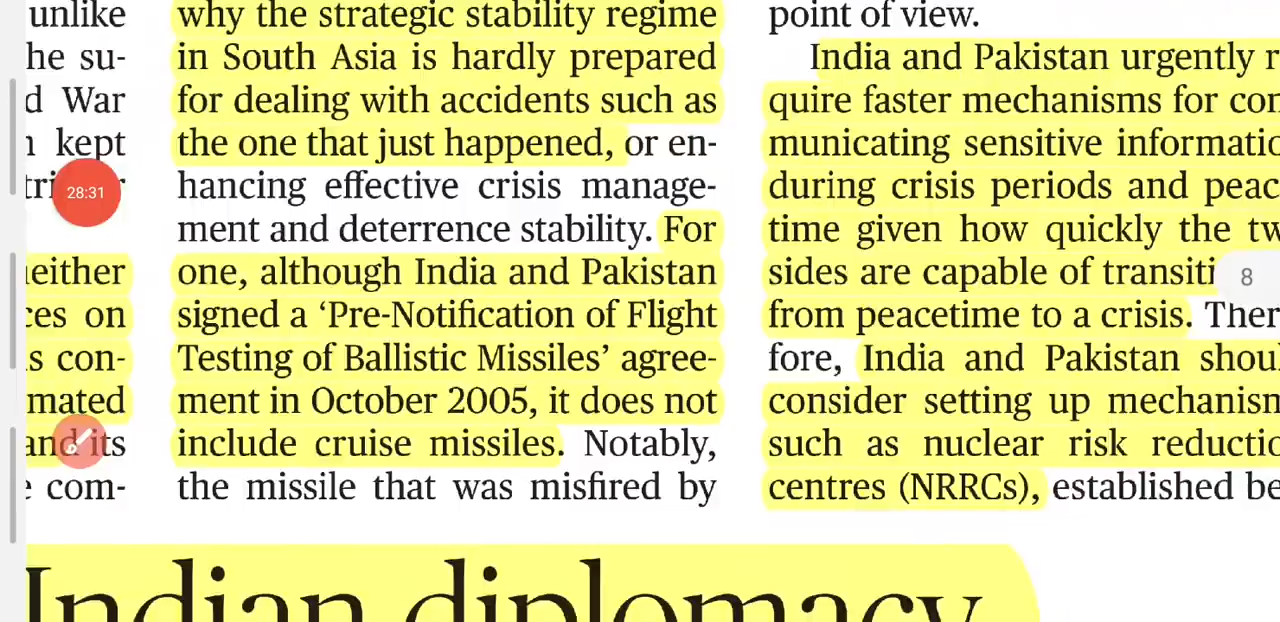 unlike
he su-
d War
n kept
neither
ces on
s con-
mated
and its
e com-
28:31
why the strategic stability regime
in South Asia is hardly prepared
for dealing with accidents such as
the one that just happened, or en-
hancing effective crisis manage-
ment and deterrence stability. For
one, although India and Pakistan
signed a ‘Pre-Notification of Flight
Testing of Ballistic Missiles’ agree-
ment in October 2005, it does not
include cruise missiles. Notably,
the missile that was misfired by
point of view.
India and Pakistan urgently r
quire faster mechanisms for con
municating sensitive informatio
during crisis periods and peac
time given how quickly the tw
sides are capable of transiti
from peacetime to a crisis. Ther
fore, India and Pakistan shoul
consider setting up mechanism
such as nuclear risk reductio
centres (NRRCs), established be
8
Indian diplomacy